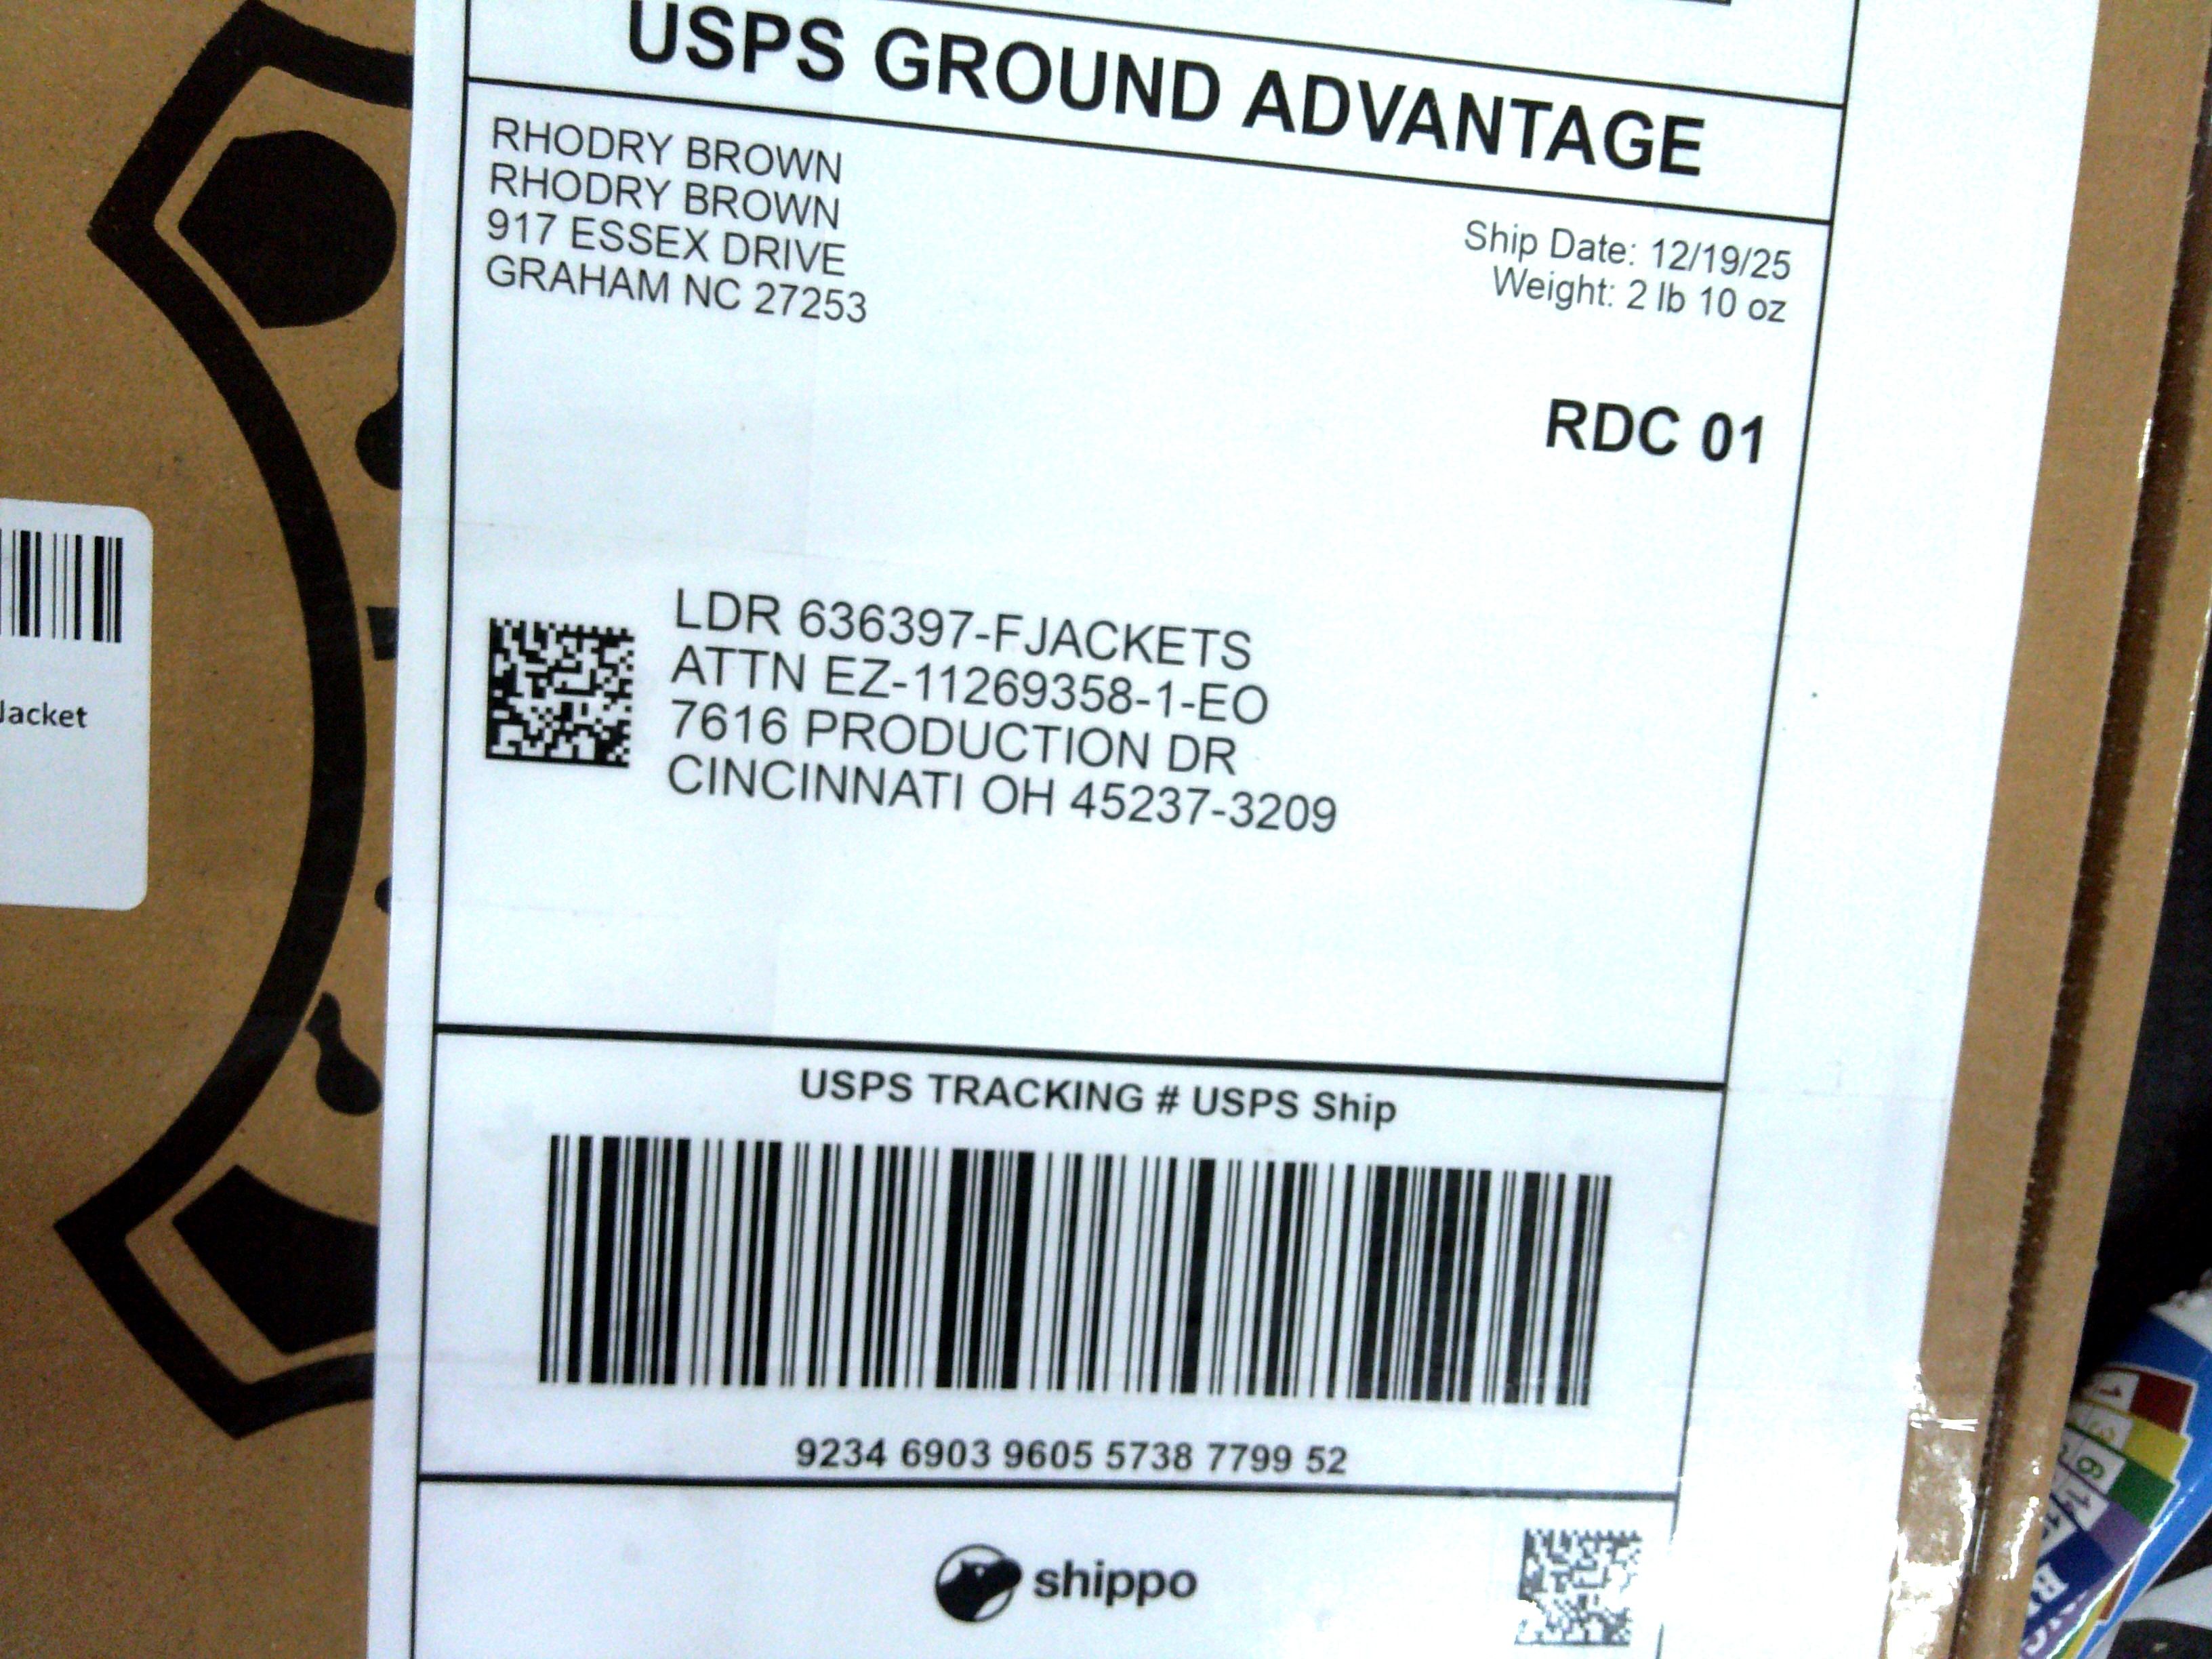 USPS GROUND ADVANTAGE
RHODRY BROWN
RHODRY BROWN
917 ESSEX DRIVE
GRAHAM NC 27253
Ship Date: 12/19/25
Weight: 2 lb 10 oz
RDC 01
LDR 636397-FJACKETS
ATTN EZ-11269358-1-EO
7616 PRODUCTION DR
CINCINNATI OH 45237-3209
Jacket
USPS TRACKING # USPS Ship
9234 6903 9605 5738 7799 52
shippo